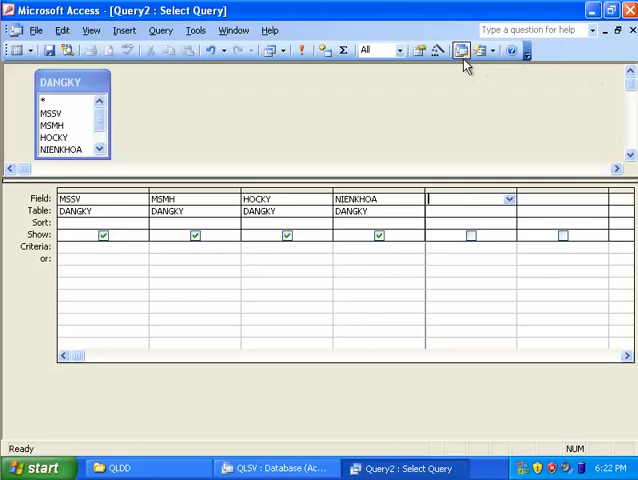 Microsoft Access - [Query2 : Select Query]
File Edit View Insert Query Tools Window Help
Type a question for help
All
DANGKY
*
MSSV
MSMH
HOCKY
NIENKHOA
Field: MSSV MSMH HOCKY NIENKHOA
Table: DANGKY DANGKY DANGKY DANGKY
Sort:
Show:
Criteria:
or:
Ready NUM
start QLDD QLSV : Database (Ac... Query2 : Select Query 6:22 PM